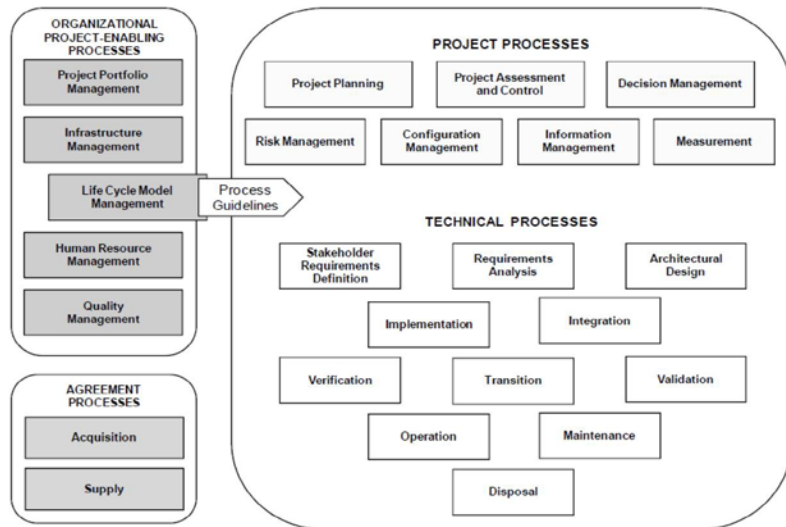 ORGANIZATIONAL
PROJECT-ENABLING
PROCESSES
Project Portfolio
Management
Infrastructure
Management
Life Cycle Model
Management
Human Resource
Management
Quality
Management
AGREEMENT
PROCESSES
Acquisition
Supply
Process
Guidelines
PROJECT PROCESSES
Project Planning
Project Assessment
and Control
Decision Management
Risk Management
Configuration
Management
Information
Management
Measurement
TECHNICAL PROCESSES
Stakeholder
Requirements
Definition
Requirements
Analysis
Architectural
Design
Implementation
Integration
Verification
Transition
Validation
Operation
Maintenance
Disposal